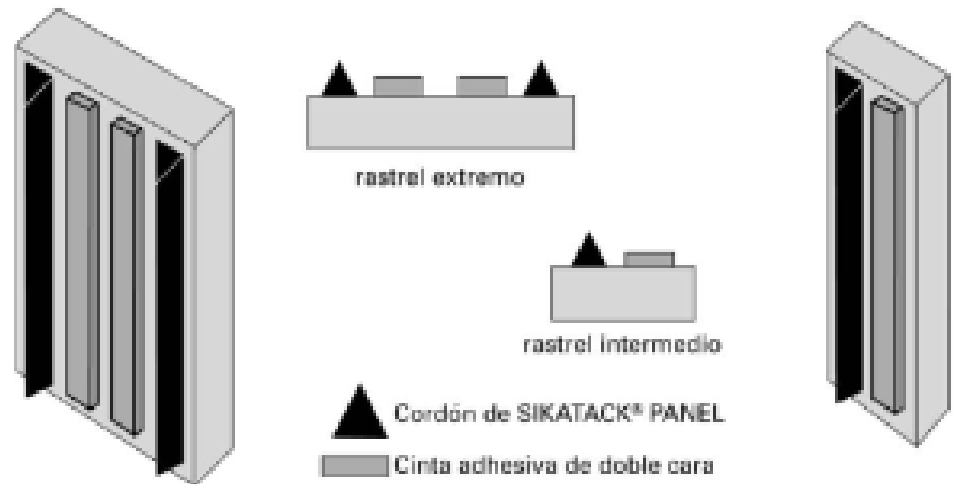 rastrel extremo
rastrel intermedio
Cordón de SIKATACK® PANEL
Cinta adhesiva de doble cara